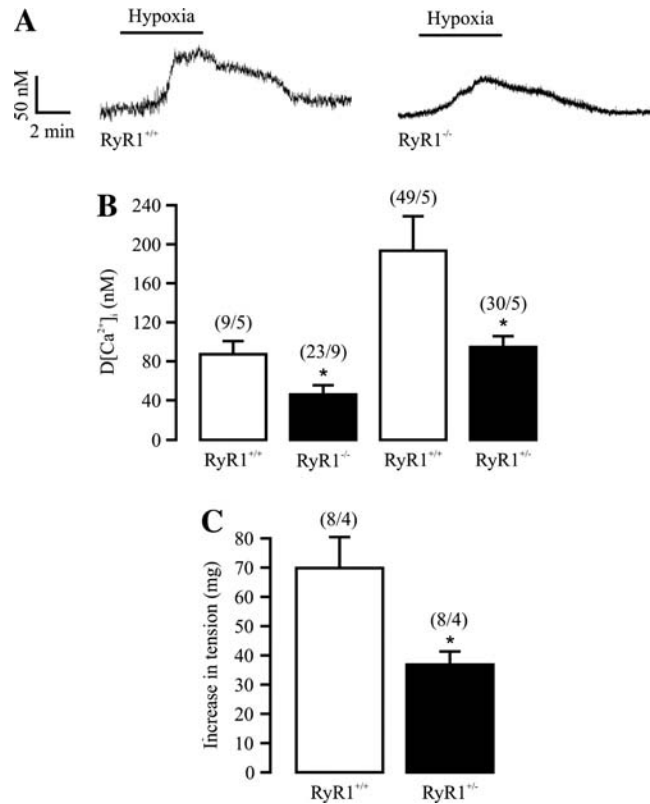 A
Hypoxia Hypoxia
50 nM
2 min
RyR1+/+ RyR1-/-
B
240
200
160
120
80
40
0
D[Ca2+]i (nM)
(9/5)
(23/9)
*
(49/5)
(30/5)
*
RyR1+/+ RyR1-/- RyR1+/+ RyR1+/-
C
80
70
60
50
40
30
20
10
0
Increase in tension (mg)
(8/4)
(8/4)
*
RyR1+/+ RyR1+/-